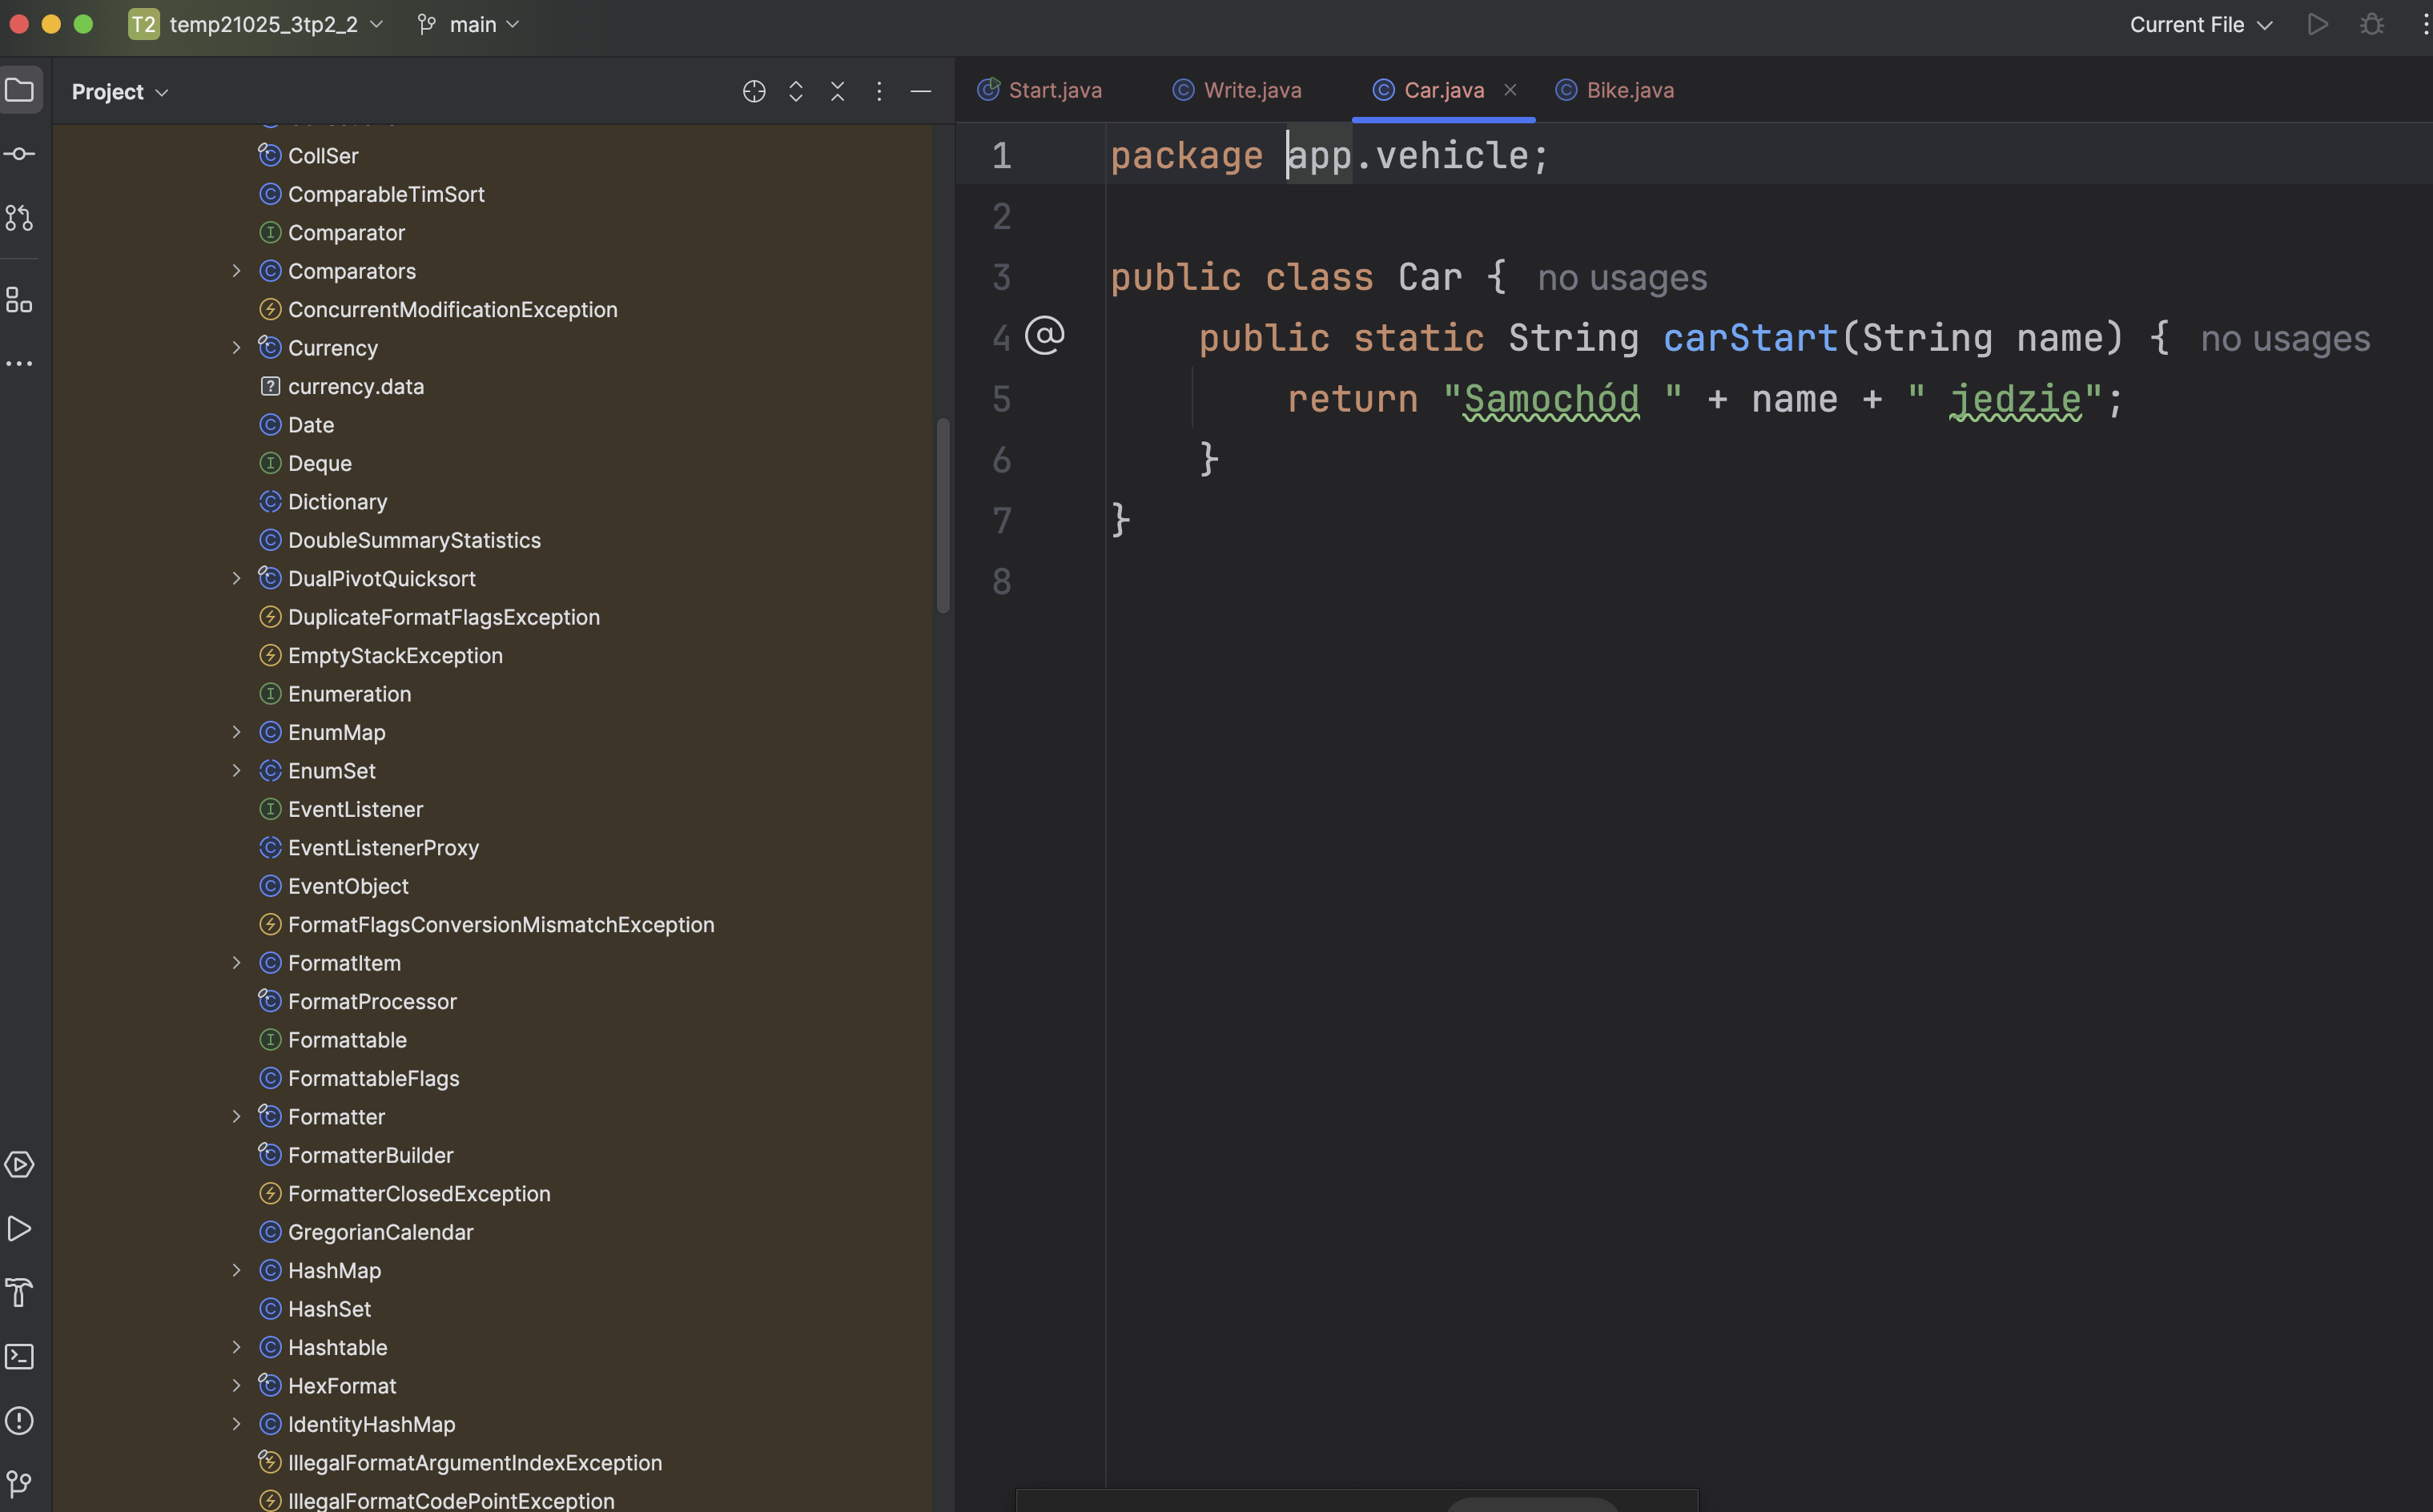 T2 temp21025_3tp2_2 main Current File
Project
Start.java Write.java Car.java Bike.java
CollSer
ComparableTimSort
Comparator
Comparators
ConcurrentModificationException
Currency
currency.data
Date
Deque
Dictionary
DoubleSummaryStatistics
DualPivotQuicksort
DuplicateFormatFlagsException
EmptyStackException
Enumeration
EnumMap
EnumSet
EventListener
EventListenerProxy
EventObject
FormatFlagsConversionMismatchException
FormatItem
FormatProcessor
Formattable
FormattableFlags
Formatter
FormatterBuilder
FormatterClosedException
GregorianCalendar
HashMap
HashSet
Hashtable
HexFormat
IdentityHashMap
IllegalFormatArgumentIndexException
IllegalFormatCodePointException
1 package app.vehicle;
2
3 public class Car { no usages
4 @ public static String carStart(String name) { no usages
5 return "Samochód " + name + " jedzie";
6 }
7 }
8